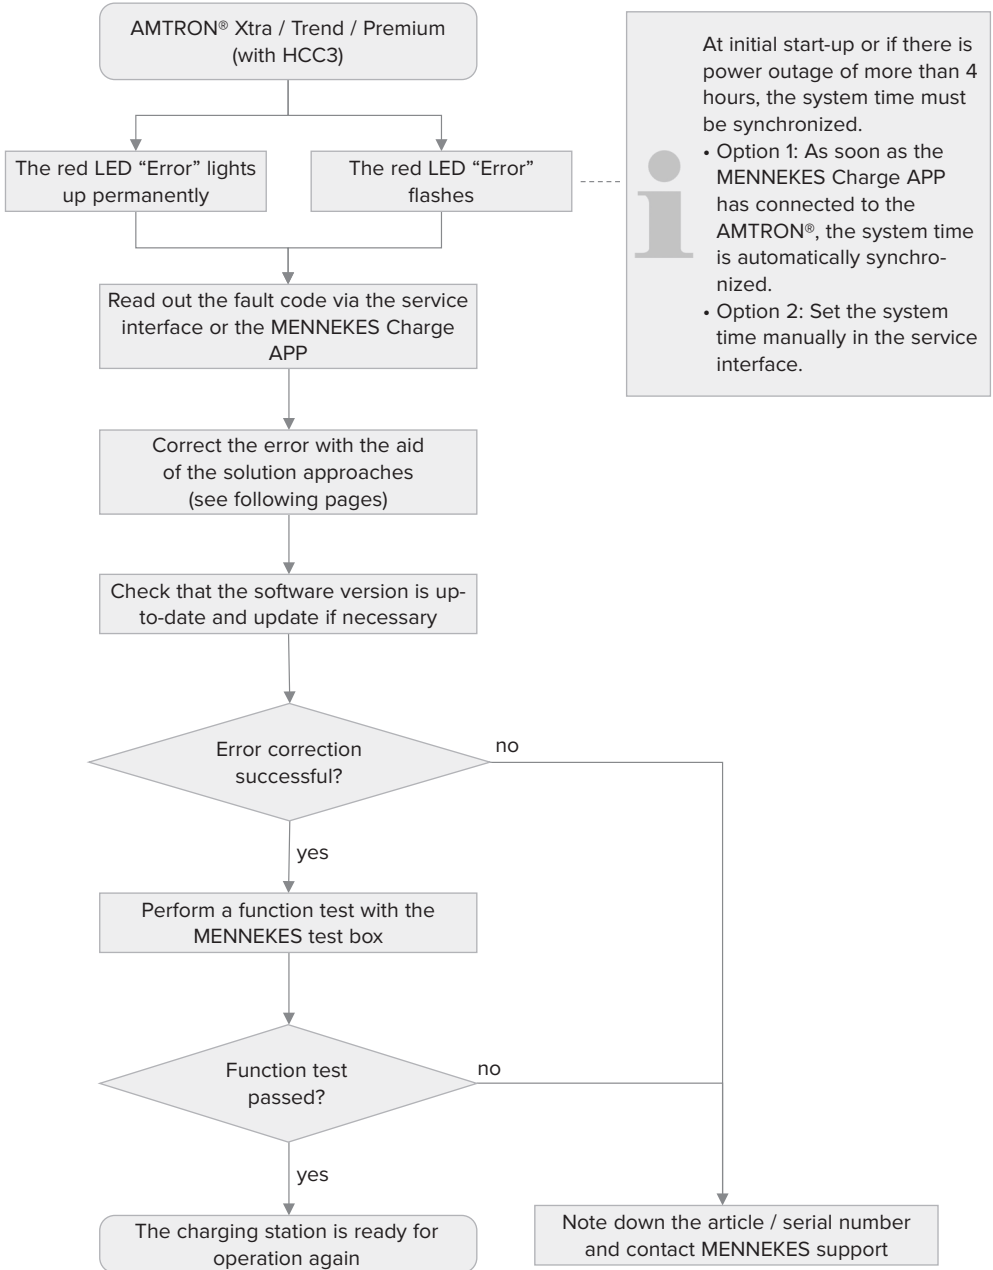 AMTRON® Xtra / Trend / Premium
(with HCC3)
The red LED “Error” lights
up permanently
The red LED “Error”
flashes
At initial start-up or if there is
power outage of more than 4
hours, the system time must
be synchronized.
• Option 1: As soon as the
MENNEKES Charge APP
has connected to the
AMTRON®, the system time
is automatically synchro-
nized.
• Option 2: Set the system
time manually in the service
interface.
Read out the fault code via the service
interface or the MENNEKES Charge
APP
Correct the error with the aid
of the solution approaches
(see following pages)
Check that the software version is up-
to-date and update if necessary
Error correction
successful?
no
yes
Perform a function test with the
MENNEKES test box
Function test
passed?
no
yes
The charging station is ready for
operation again
Note down the article / serial number
and contact MENNEKES support